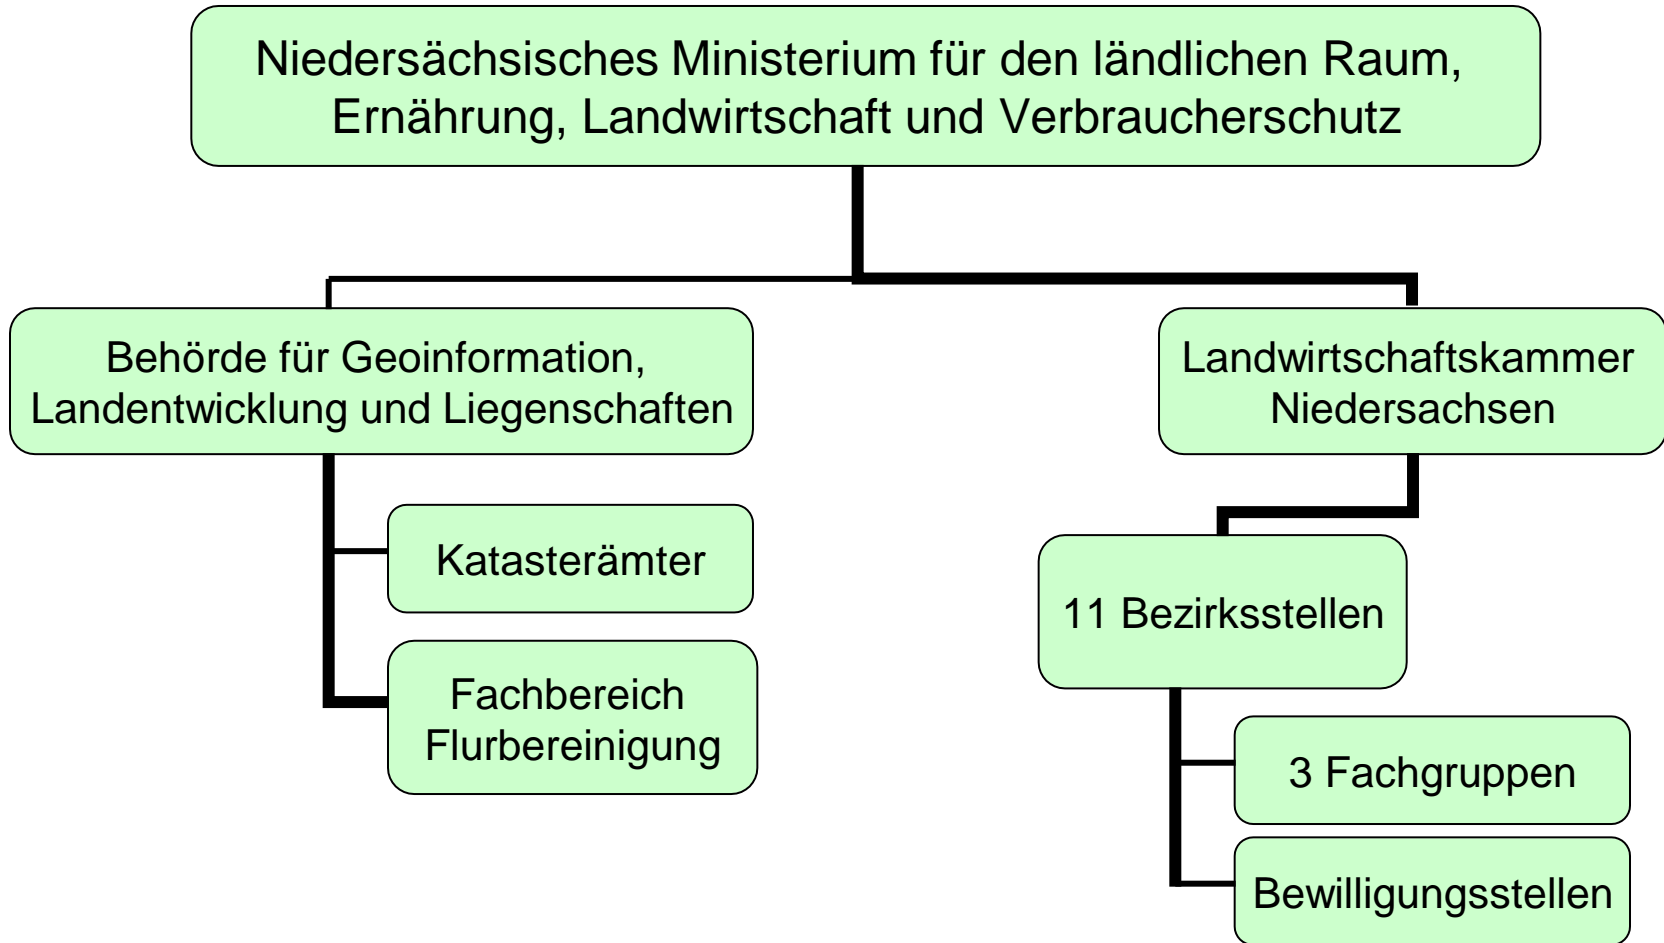 Niedersächsisches Ministerium für den ländlichen Raum,
Ernährung, Landwirtschaft und Verbraucherschutz
Behörde für Geoinformation,
Landentwicklung und Liegenschaften
Katasterämter
Fachbereich
Flurbereinigung
Landwirtschaftskammer
Niedersachsen
11 Bezirksstellen
3 Fachgruppen
Bewilligungsstellen